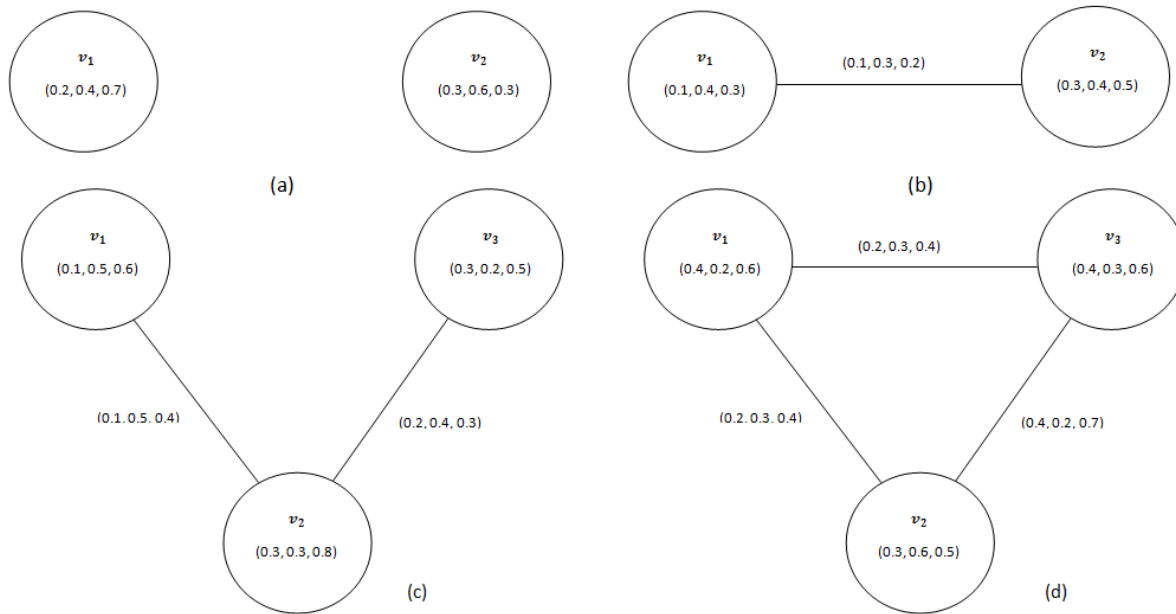 v₁
(0.2, 0.4, 0.7)
v₂
(0.3, 0.6, 0.3)
(a)
v₁
(0.1, 0.4, 0.3)
(0.1, 0.3, 0.2)
v₂
(0.3, 0.4, 0.5)
(b)
v₁
(0.1, 0.5, 0.6)
v₃
(0.3, 0.2, 0.5)
(0.1, 0.5, 0.4)
(0.2, 0.4, 0.3)
v₂
(0.3, 0.3, 0.8)
(c)
v₁
(0.4, 0.2, 0.6)
(0.2, 0.3, 0.4)
v₃
(0.4, 0.3, 0.6)
(0.2, 0.3, 0.4)
(0.4, 0.2, 0.7)
v₂
(0.3, 0.6, 0.5)
(d)